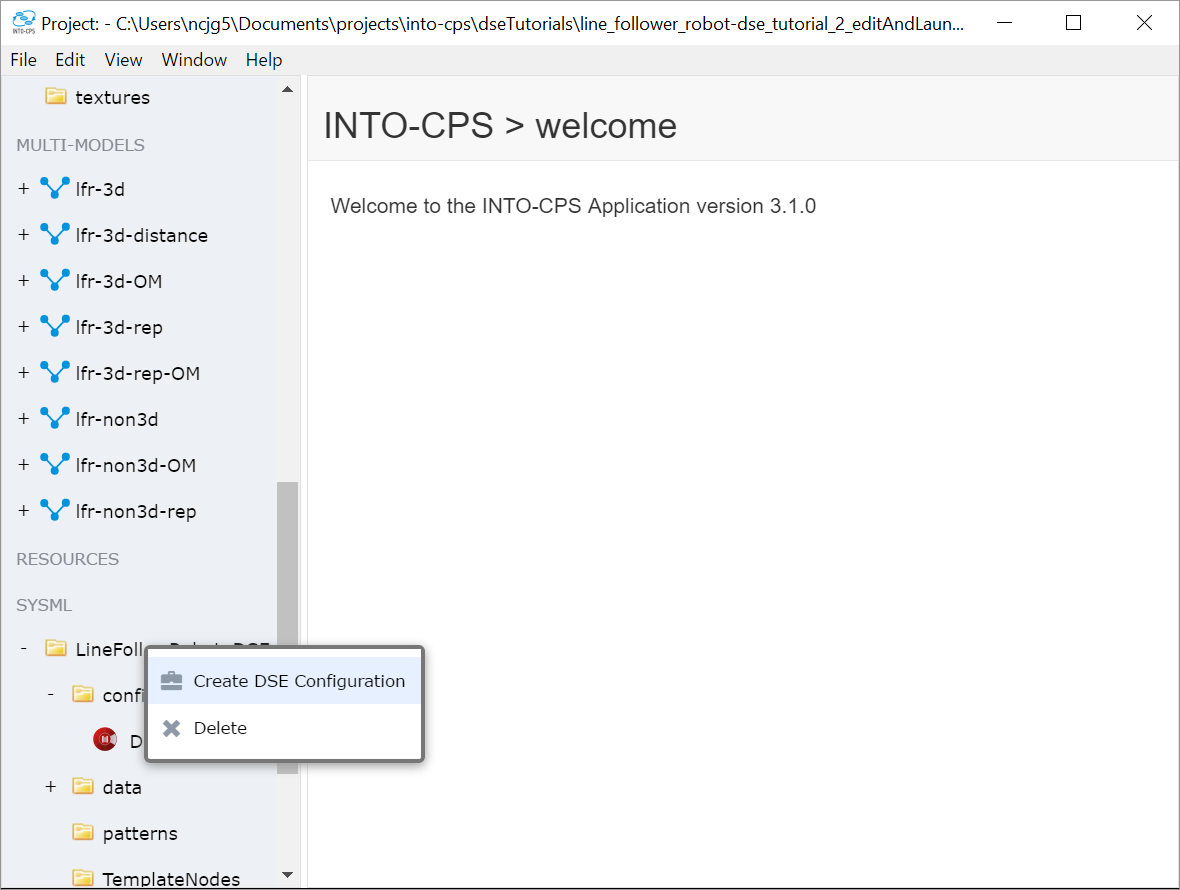 INTO-CPS
Project: - C:\Users\ncjg5\Documents\projects\into-cps\dseTutorials\line_follower_robot-dse_tutorial_2_editAndLaun...
File Edit View Window Help
textures
MULTI-MODELS
+ lfr-3d
+ lfr-3d-distance
+ lfr-3d-OM
+ lfr-3d-rep
+ lfr-3d-rep-OM
+ lfr-non3d
+ lfr-non3d-OM
+ lfr-non3d-rep
RESOURCES
SYSML
- LineFoll
- confi
D
+ data
patterns
TemplateNodes
INTO-CPS > welcome
Welcome to the INTO-CPS Application version 3.1.0
Create DSE Configuration
Delete